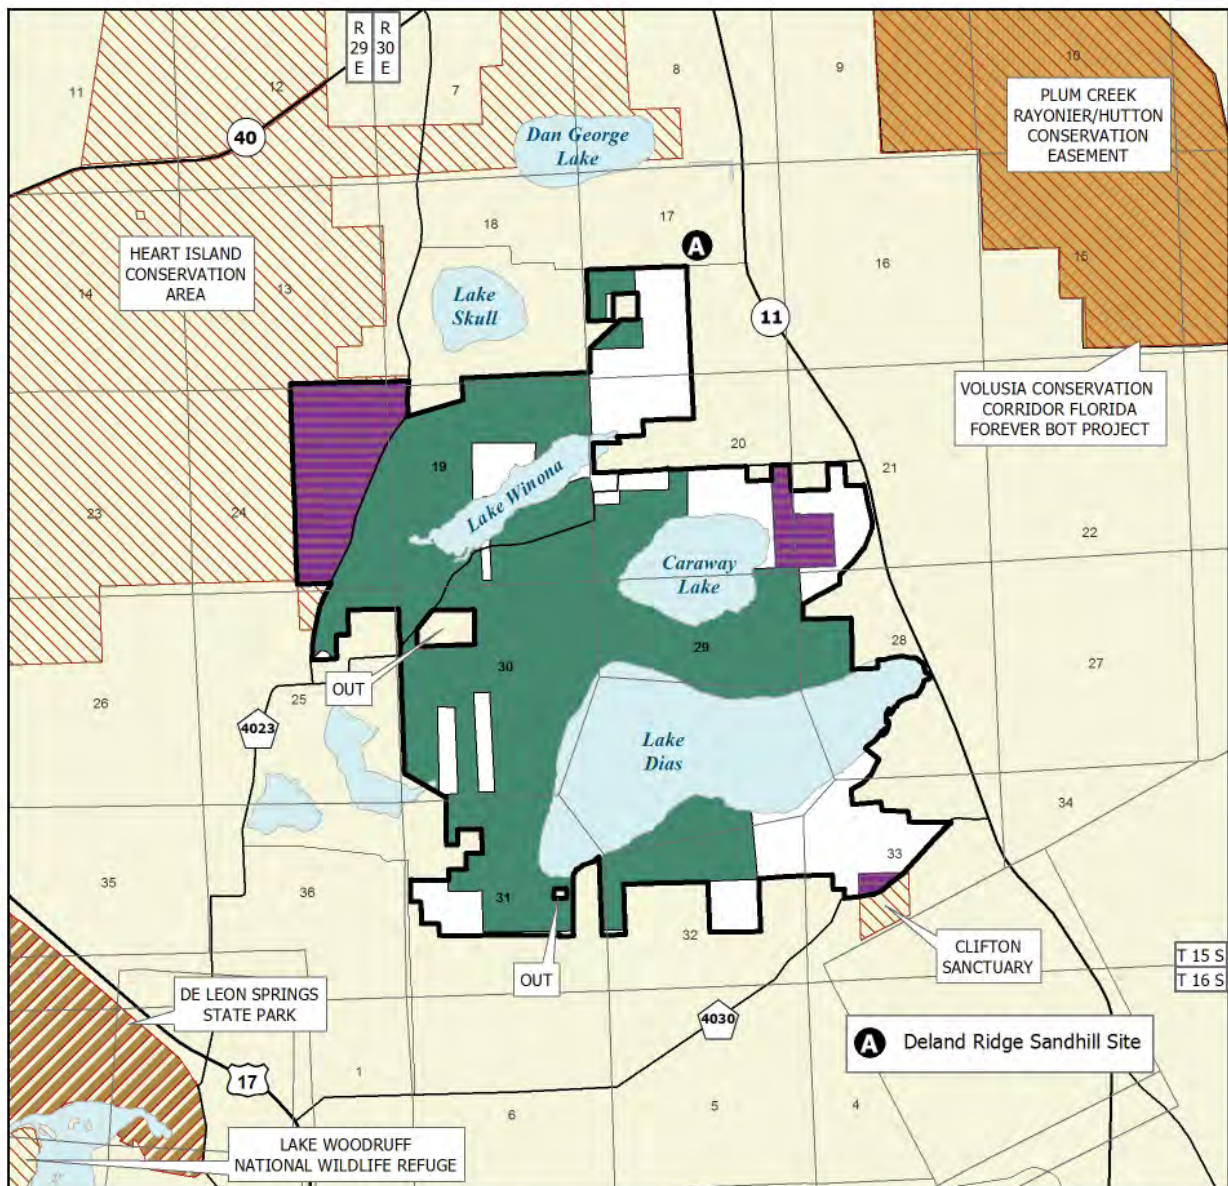 R
29
E
R
30
E
11
12
7
8
9
10
PLUM CREEK
RAYONIER/HUTTON
CONSERVATION
EASEMENT
40
Dan George
Lake
18
17
A
16
15
HEART ISLAND
CONSERVATION
AREA
14
13
Lake
Skull
11
VOLUSIA CONSERVATION
CORRIDOR FLORIDA
FOREVER BOT PROJECT
19
20
21
22
23
24
Lake Winona
Caraway
Lake
OUT
30
29
28
27
26
25
4023
Lake
Dias
34
33
35
36
31
32
OUT
CLIFTON
SANCTUARY
T 15 S
T 16 S
DE LEON SPRINGS
STATE PARK
4030
A Deland Ridge Sandhill Site
17
1
6
5
4
LAKE WOODRUFF
NATIONAL WILDLIFE REFUGE